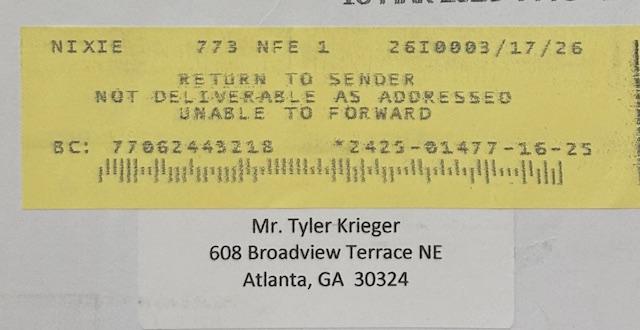 NIXIE 773 NFE 1 26I0003/17/26
RETURN TO SENDER
NOT DELIVERABLE AS ADDRESSED
UNABLE TO FORWARD
BC: 77062443218 *2425-01477-16-25
Mr. Tyler Krieger
608 Broadview Terrace NE
Atlanta, GA 30324